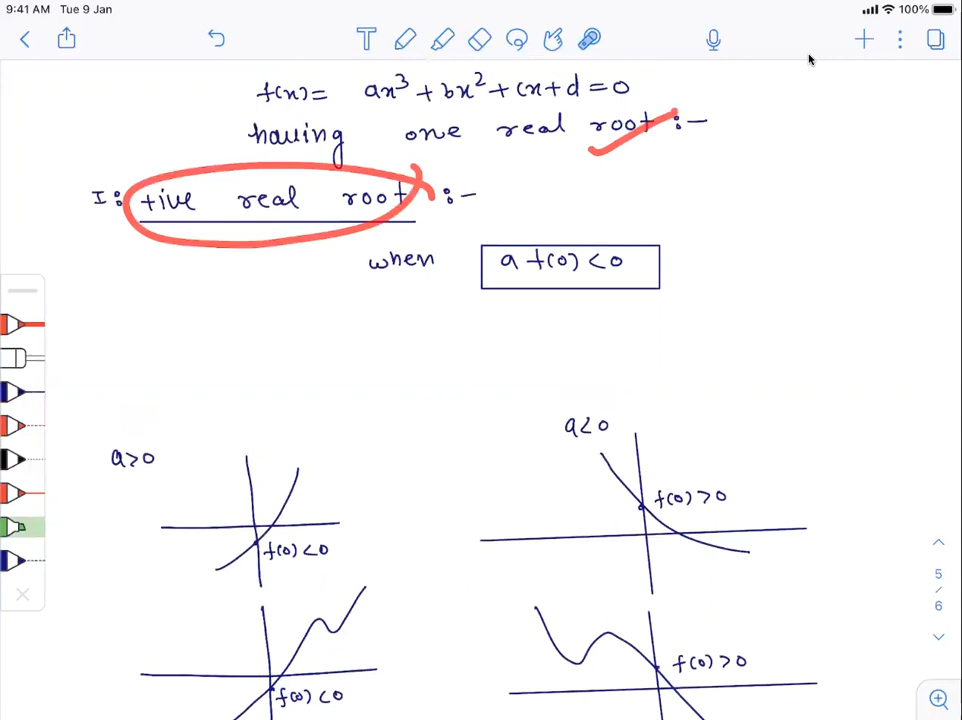 9:41 AM Tue 9 Jan 100%
f(x)= ax³+bx²+cx+d=0
having one real root :-
I: +ive real root :-
when a f(0) <0
a<0
a>0
f(0) >0
f(0) <0
5
/
6
f(0) >0
f(0) <0